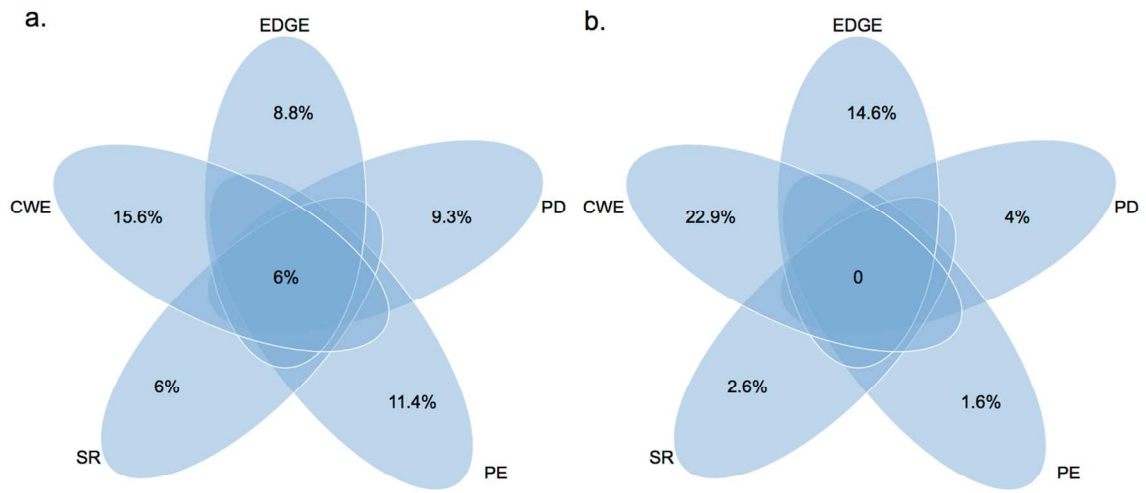 a.
EDGE
8.8%
CWE
15.6%
9.3%
PD
6%
6%
11.4%
SR
PE
b.
EDGE
14.6%
CWE
22.9%
4%
PD
0
2.6%
1.6%
SR
PE